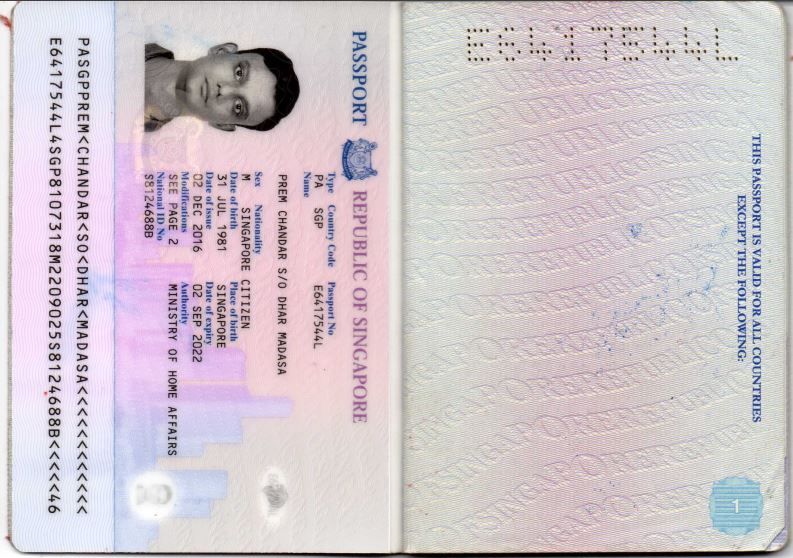 THIS PASSPORT IS VALID FOR ALL COUNTRIES
EXCEPT THE FOLLOWING:
1
E6417544L
PASSPORT REPUBLIC OF SINGAPORE
Type Country Code Passport No
PA SGP E6417544L
Name
PREM CHANDAR S/O DHAR MADASA
Sex Nationality
M SINGAPORE CITIZEN
Date of birth Place of birth
31 JUL 1981 SINGAPORE
Date of issue Date of expiry
02 DEC 2016 02 SEP 2022
Modifications Authority
SEE PAGE 2 MINISTRY OF HOME AFFAIRS
National ID No
S8124688B
PASGPPREM<CHANDAR<SO<DHAR<MADASA<<<<<<<<<<<<
E6417544L4SGP8107318M2209025S8124688B<<<<<46